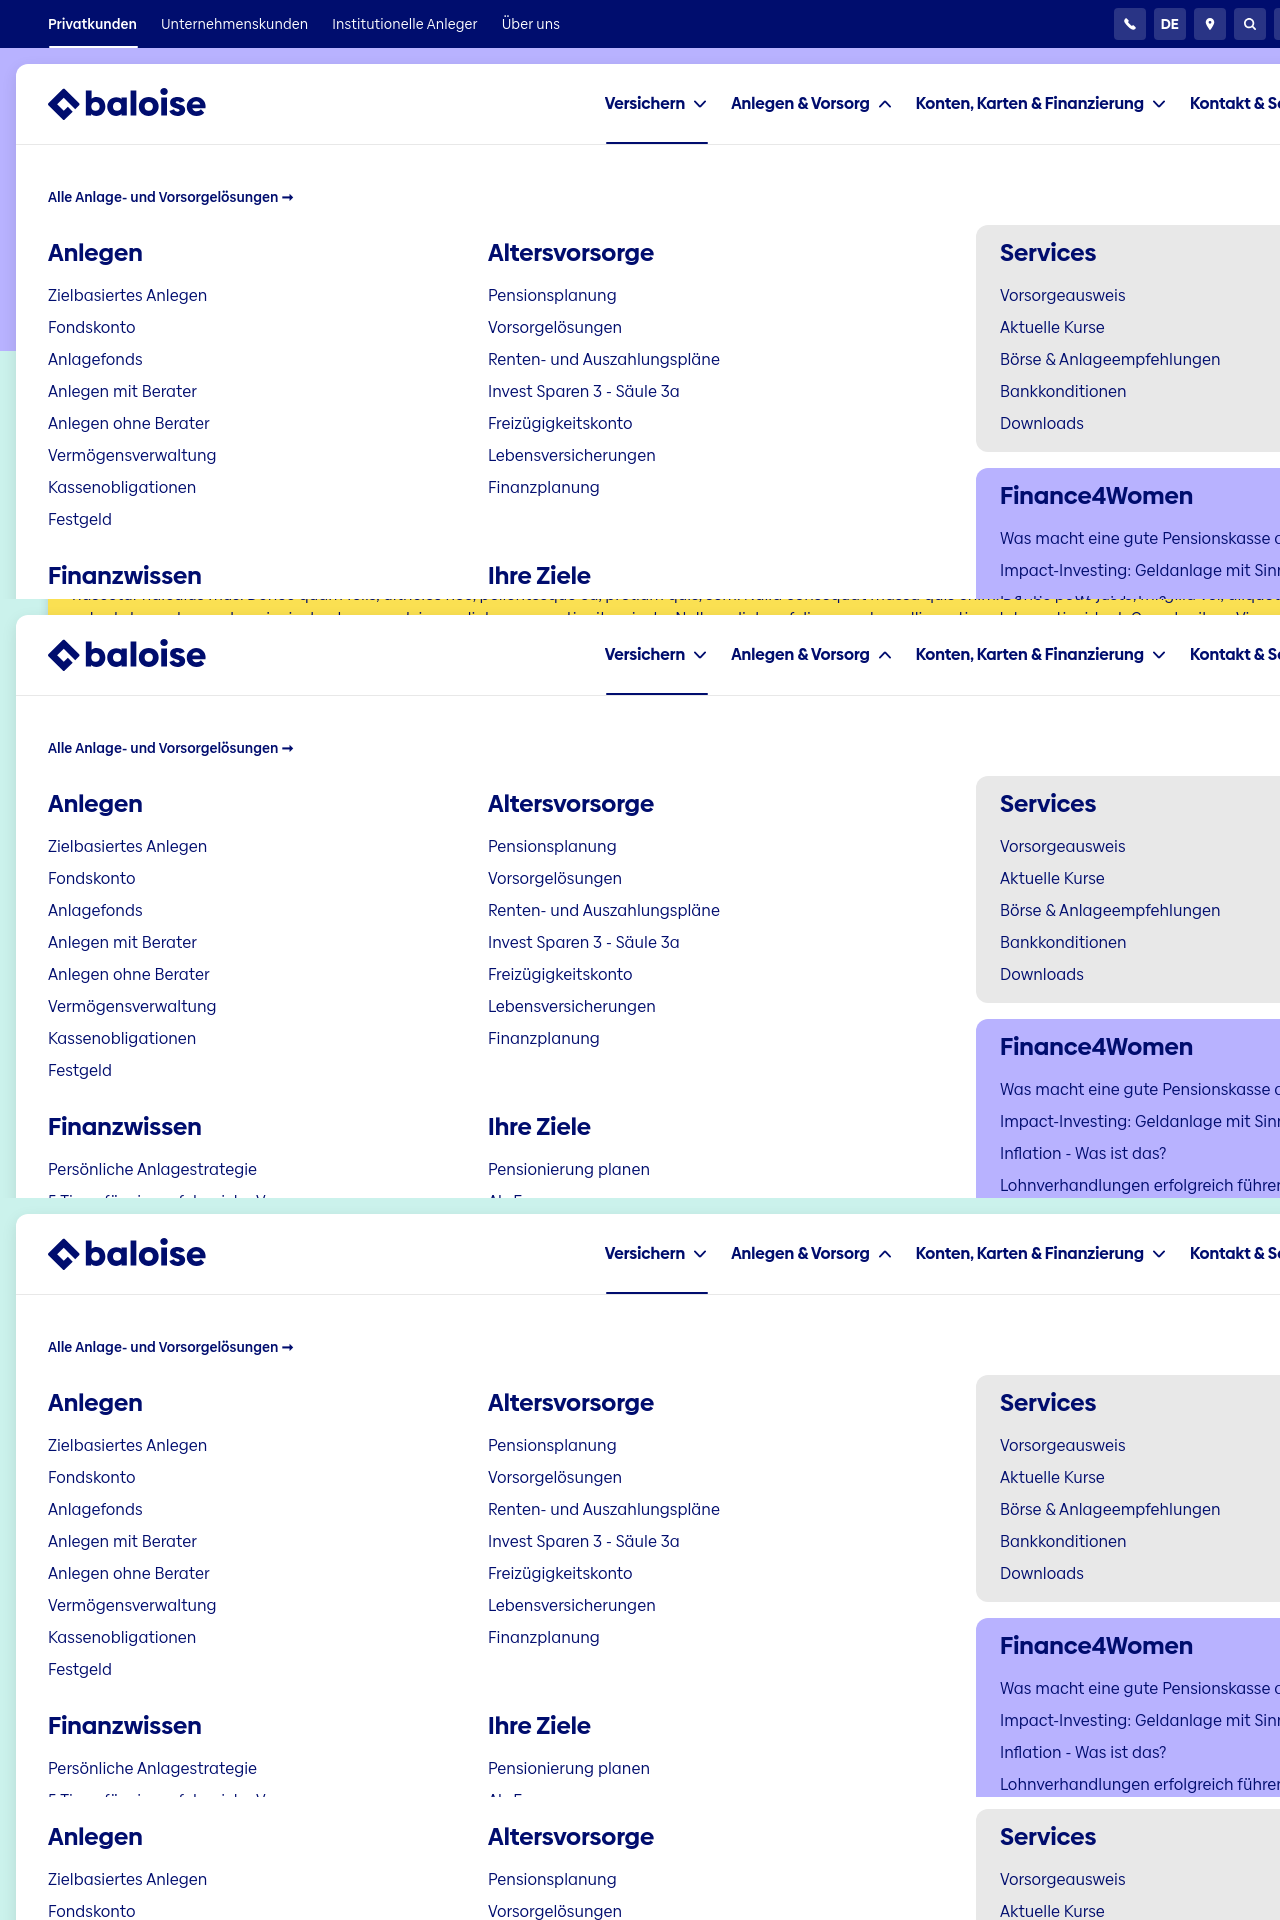 Privatkunden Unternehmenskunden Institutionelle Anleger Über uns DE
baloise Versichern Anlegen & Vorsorg Konten, Karten & Finanzierung Kontakt &
Alle Anlage- und Vorsorgelösungen →
Anlegen Altersvorsorge Services
Zielbasiertes Anlegen Pensionsplanung Vorsorgeausweis
Fondskonto Vorsorgelösungen Aktuelle Kurse
Anlagefonds Renten- und Auszahlungspläne Börse & Anlageempfehlungen
Anlegen mit Berater Invest Sparen 3 - Säule 3a Bankkonditionen
Anlegen ohne Berater Freizügigkeitskonto Downloads
Vermögensverwaltung Lebensversicherungen
Kassenobligationen Finanzplanung Finance4Women
Festgeld Was macht eine gute Pensionskasse
Finanzwissen Ihre Ziele Impact-Investing: Geldanlage mit
baloise Versichern Anlegen & Vorsorg Konten, Karten & Finanzierung Kontakt &
Alle Anlage- und Vorsorgelösungen →
Anlegen Altersvorsorge Services
Zielbasiertes Anlegen Pensionsplanung Vorsorgeausweis
Fondskonto Vorsorgelösungen Aktuelle Kurse
Anlagefonds Renten- und Auszahlungspläne Börse & Anlageempfehlungen
Anlegen mit Berater Invest Sparen 3 - Säule 3a Bankkonditionen
Anlegen ohne Berater Freizügigkeitskonto Downloads
Vermögensverwaltung Lebensversicherungen
Kassenobligationen Finanzplanung Finance4Women
Festgeld Was macht eine gute Pensionskasse
Finanzwissen Ihre Ziele Impact-Investing: Geldanlage mit
Persönliche Anlagestrategie Pensionierung planen Inflation - Was ist das?
Lohnverhandlungen erfolgreich
baloise Versichern Anlegen & Vorsorg Konten, Karten & Finanzierung Kontakt &
Alle Anlage- und Vorsorgelösungen →
Anlegen Altersvorsorge Services
Zielbasiertes Anlegen Pensionsplanung Vorsorgeausweis
Fondskonto Vorsorgelösungen Aktuelle Kurse
Anlagefonds Renten- und Auszahlungspläne Börse & Anlageempfehlungen
Anlegen mit Berater Invest Sparen 3 - Säule 3a Bankkonditionen
Anlegen ohne Berater Freizügigkeitskonto Downloads
Vermögensverwaltung Lebensversicherungen
Kassenobligationen Finanzplanung Finance4Women
Festgeld Was macht eine gute Pensionskasse
Finanzwissen Ihre Ziele Impact-Investing: Geldanlage mit
Persönliche Anlagestrategie Pensionierung planen Inflation - Was ist das?
Lohnverhandlungen erfolgreich
Anlegen Altersvorsorge Services
Zielbasiertes Anlegen Pensionsplanung Vorsorgeausweis
Fondskonto Vorsorgelösungen Aktuelle Kurse